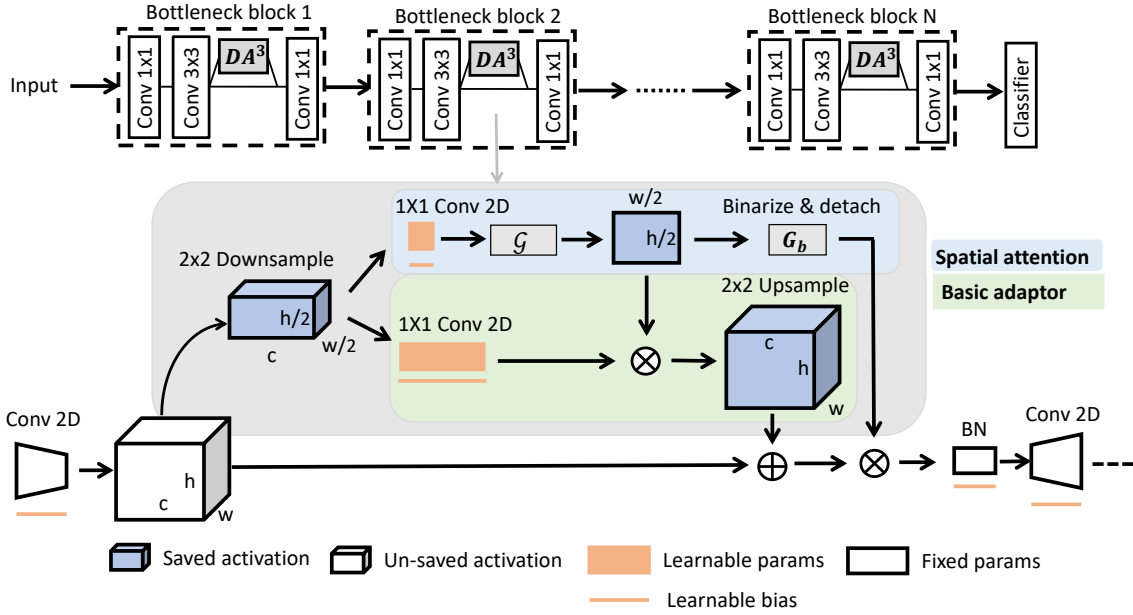 Bottleneck block 1
Bottleneck block 2
Bottleneck block N
Input
Conv 1x1
Conv 3x3
DA³
Conv 1x1
Conv 1x1
Conv 3x3
DA³
Conv 1x1
.......
Conv 1x1
Conv 3x3
DA³
Conv 1x1
Classifier
1X1 Conv 2D
𝒢
w/2
h/2
Binarize & detach
G_b
Spatial attention
Basic adaptor
2x2 Downsample
h/2
c
w/2
1X1 Conv 2D
2x2 Upsample
c
h
w
Conv 2D
h
c
w
BN
Conv 2D
Saved activation
Un-saved activation
Learnable params
Fixed params
Learnable bias